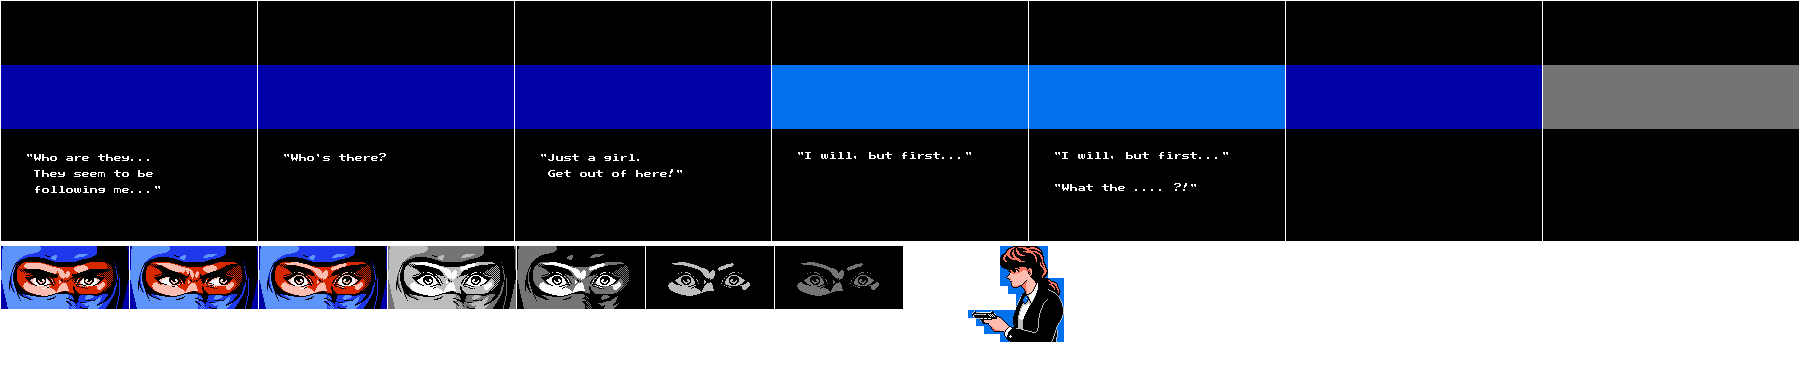 "Who are they...
They seem to be
following me..."
"Who's there?
"Just a girl.
Get out of here!"
"I will, but first..."
"I will, but first..."
"What the .... ?!"